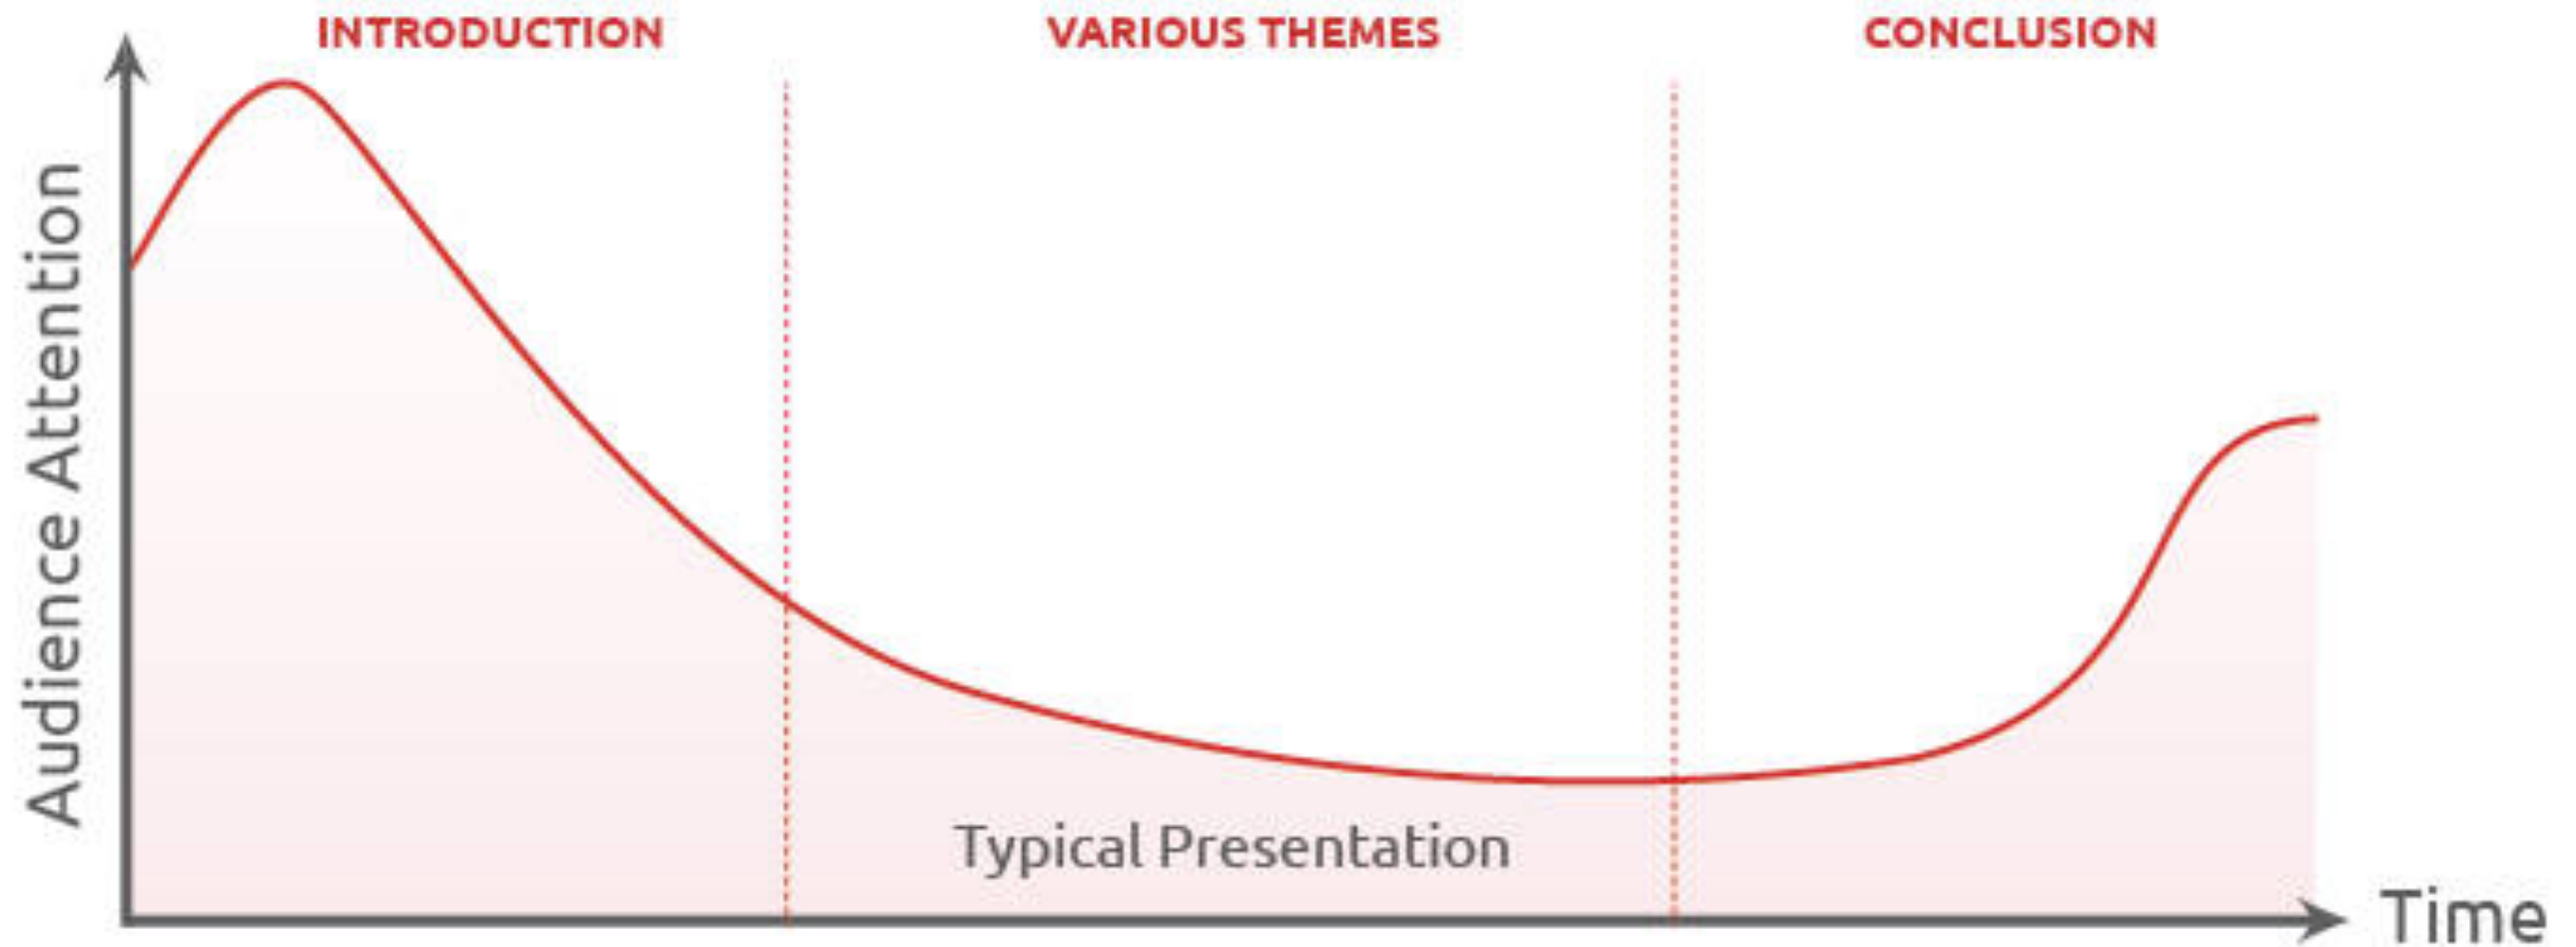 INTRODUCTION
VARIOUS THEMES
CONCLUSION
Audience Attention
Typical Presentation
Time